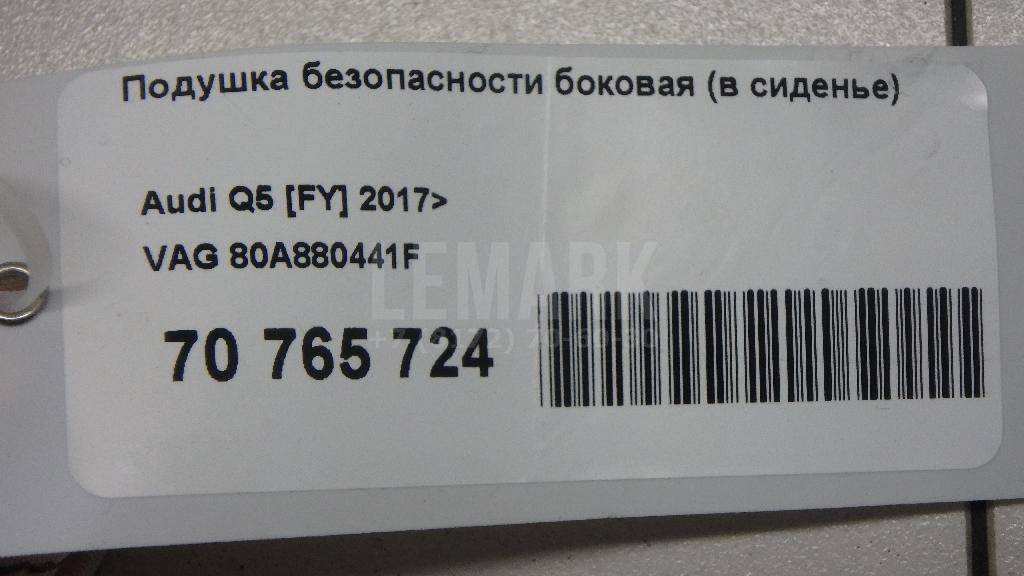 Подушка безопасности боковая (в сиденье)
Audi Q5 [FY] 2017>
VAG 80A880441F
LEMARK
70 765 724